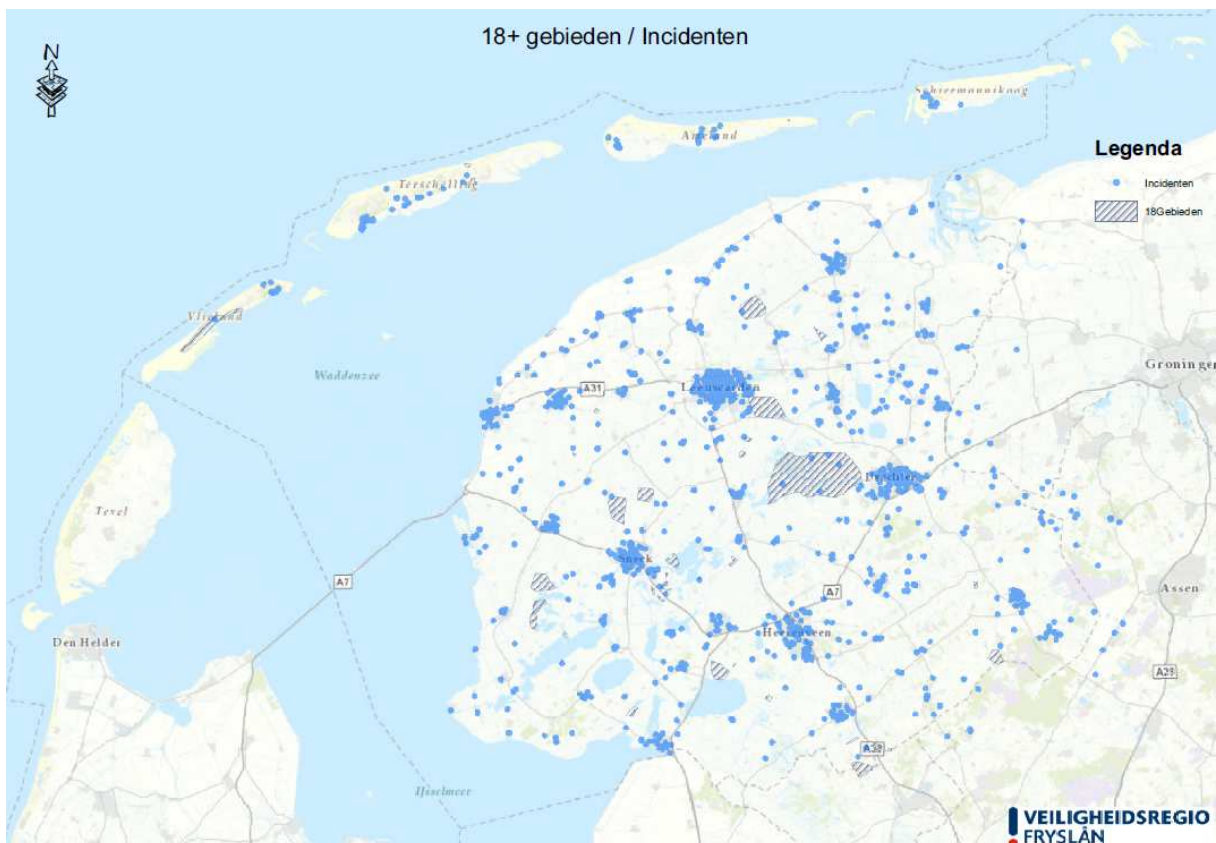 18+ gebieden / Incidenten
N
Schiermonnikoog
Ameland
Legenda
Terschelling
Incidenten
18Gebieden
Vlieland
Waddenzee
Groningen
Leeuwarden
A31
Drachten
Texel
Sneek
A7
A7
Assen
Heerenveen
Den Helder
A28
IJsselmeer
VEILIGHEIDSREGIO
FRYSLÂN